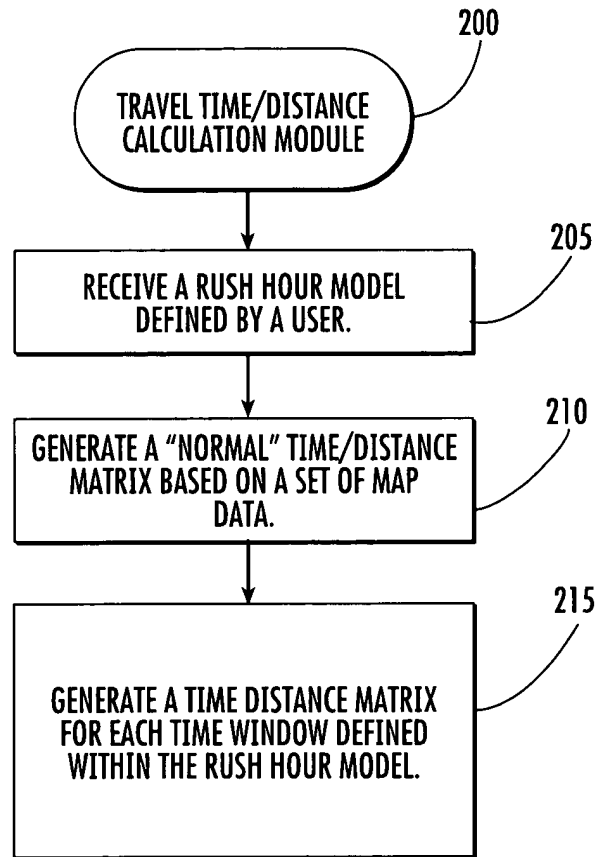 200
TRAVEL TIME/DISTANCE
CALCULATION MODULE
205
RECEIVE A RUSH HOUR MODEL
DEFINED BY A USER.
210
GENERATE A “NORMAL” TIME/DISTANCE
MATRIX BASED ON A SET OF MAP
DATA.
215
GENERATE A TIME DISTANCE MATRIX
FOR EACH TIME WINDOW DEFINED
WITHIN THE RUSH HOUR MODEL.